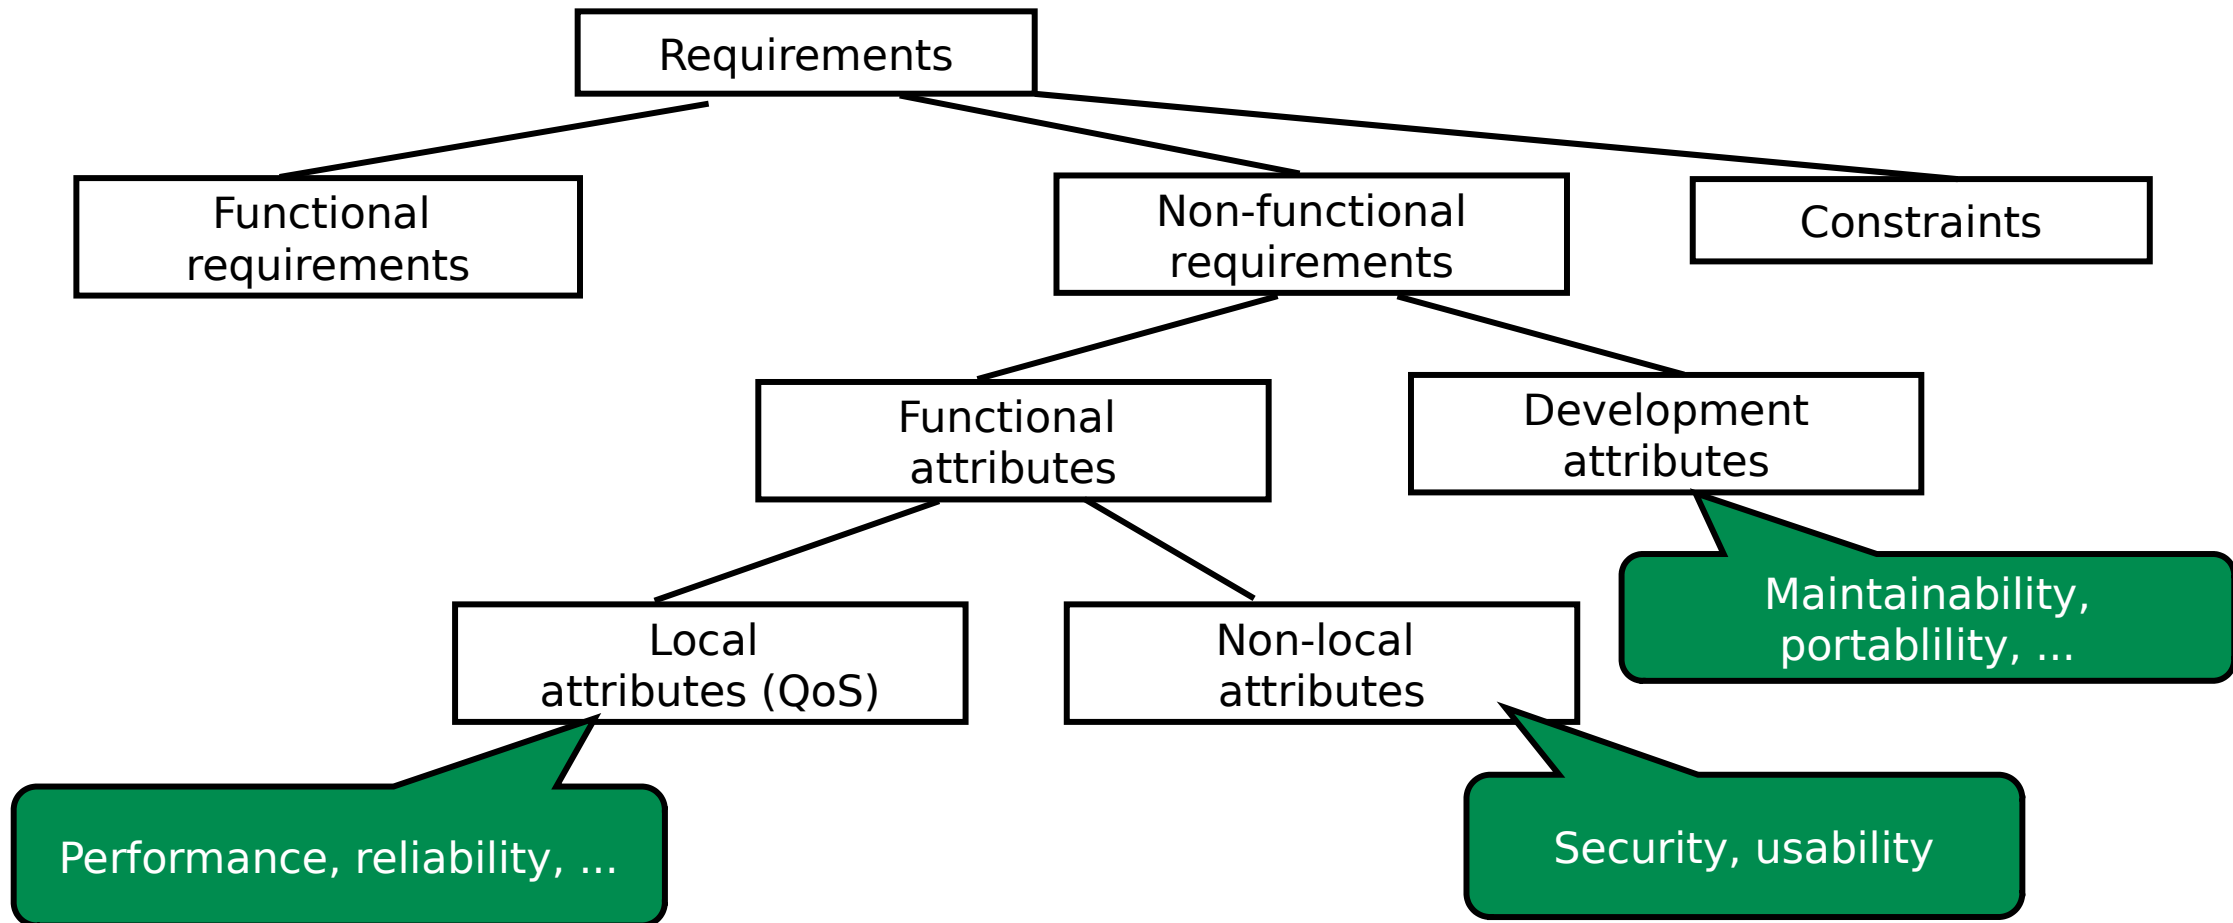 Requirements
Functional
requirements
Non-functional
requirements
Constraints
Functional
attributes
Development
attributes
Local
attributes (QoS)
Non-local
attributes
Maintainability,
portablility, ...
Performance, reliability, ...
Security, usability